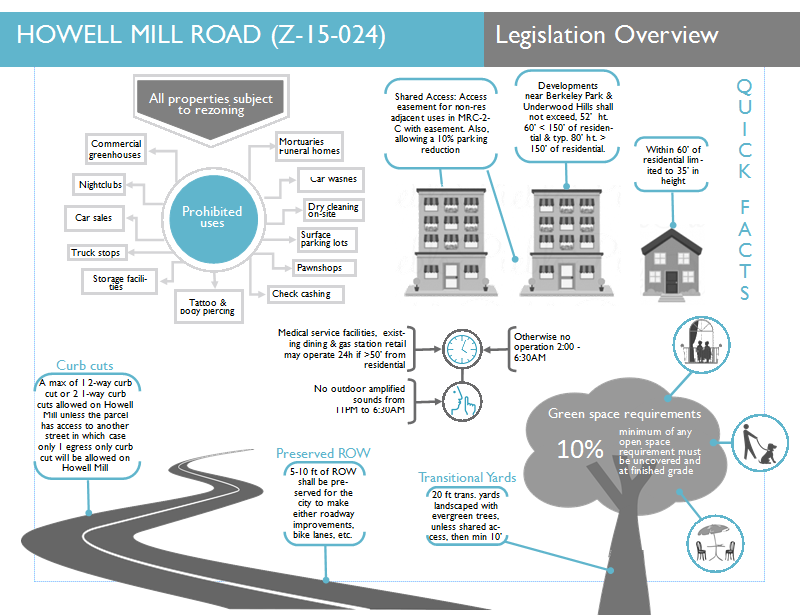 HOWELL MILL ROAD (Z-15-024)
Legislation Overview
All properties subject
to rezoning
Commercial
greenhouses
Nightclubs
Car sales
Truck stops
Storage facili-
ties
Tattoo &
body piercing
Prohibited
uses
Mortuaries
Funeral homes
Car washes
Dry cleaning
on-site
Surface
parking lots
Pawnshops
Check cashing
Shared Access: Access
easement for non-res
adjacent uses in MRC-2-
C with easement. Also,
allowing a 10% parking
reduction
Developments
near Berkeley Park &
Underwood Hills shall
not exceed, 52' ht.
60' < 150' of residen-
tial & typ. 80' ht. >
150' of residential.
Within 60' of
residential lim-
ited to 35' in
height
QUICK FACTS
Medical service facilities, exist-
ing dining & gas station retail
may operate 24h if >50' from
residential
Otherwise no
operation 2:00 -
6:30AM
No outdoor amplified
sounds from
11PM to 6:30AM
Curb cuts
A max of 1 2-way curb
cut or 2 1-way curb
cuts allowed on Howell
Mill unless the parcel
has access to another
street in which case
only 1 egress only curb
cut will be allowed on
Howell Mill
Preserved ROW
5-10 ft of ROW
shall be pre-
served for the
city to make
either roadway
improvements,
bike lanes, etc.
Transitional Yards
20 ft trans. yards
landscaped with
evergreen trees,
unless shared ac-
cess, then min 10'
Green space requirements
10%
minimum of any
open space
requirement must
be uncovered and
at finished grade